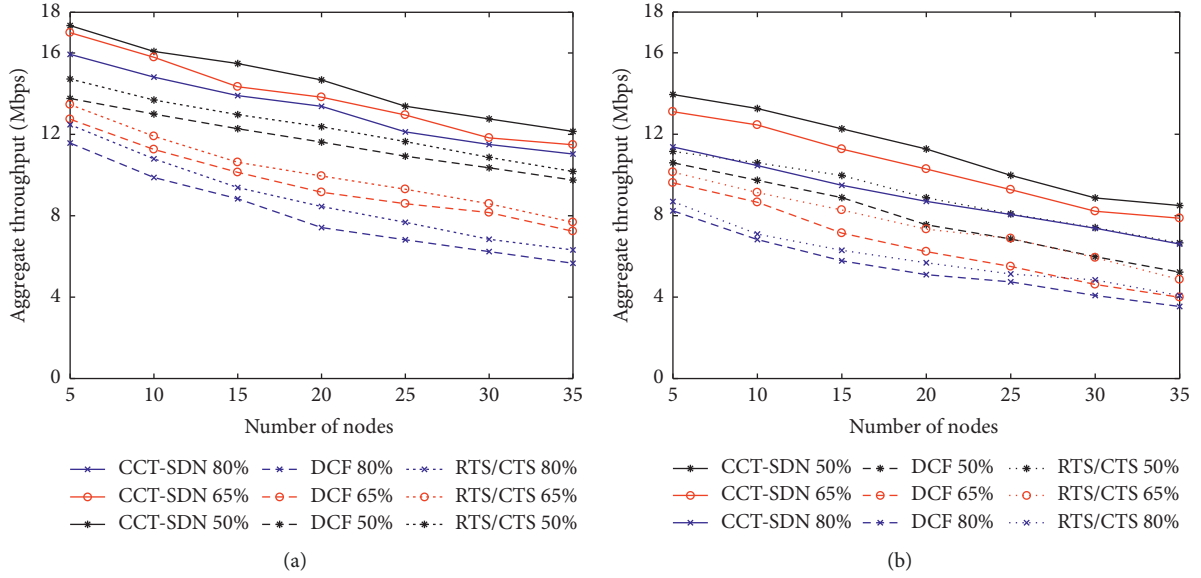 18
16
12
8
4
0
Aggregate throughput (Mbps)
5 10 15 20 25 30 35
Number of nodes
CCT-SDN 80% DCF 80% RTS/CTS 80%
CCT-SDN 65% DCF 65% RTS/CTS 65%
CCT-SDN 50% DCF 50% RTS/CTS 50%
(a)
18
16
12
8
4
0
Aggregate throughput (Mbps)
5 10 15 20 25 30 35
Number of nodes
CCT-SDN 50% DCF 50% RTS/CTS 50%
CCT-SDN 65% DCF 65% RTS/CTS 65%
CCT-SDN 80% DCF 80% RTS/CTS 80%
(b)